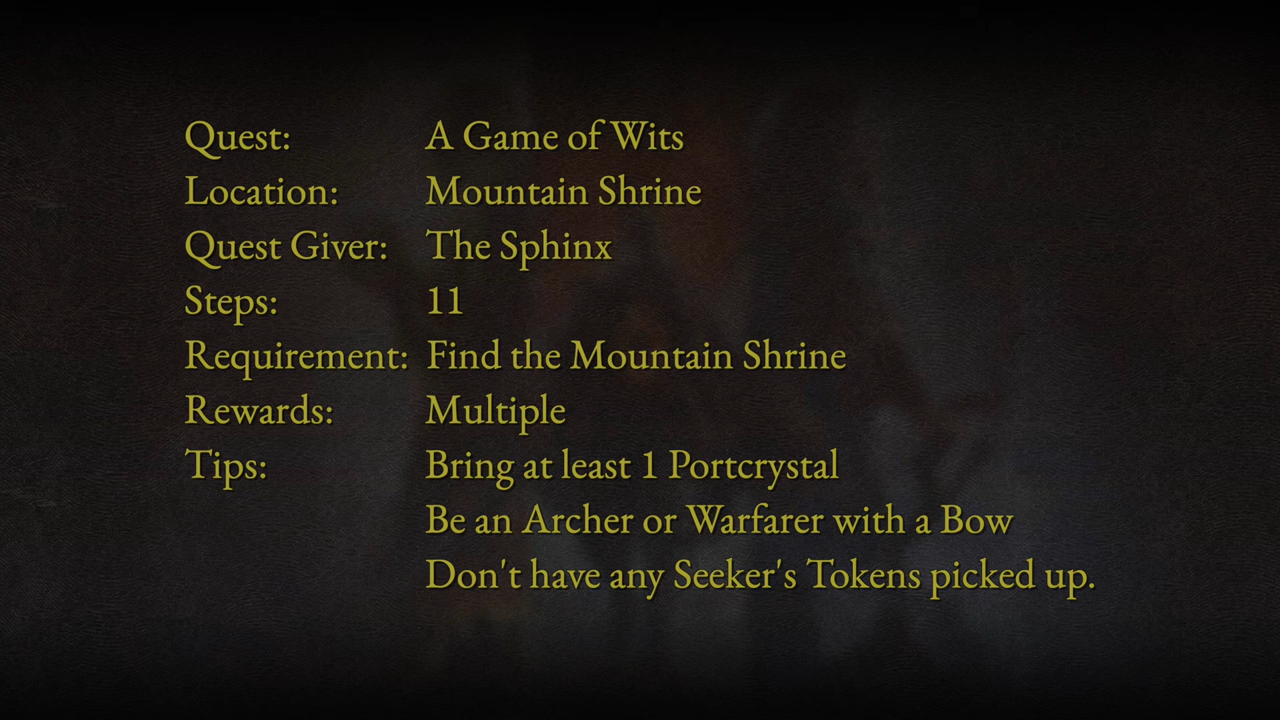 Quest: A Game of Wits
Location: Mountain Shrine
Quest Giver: The Sphinx
Steps: 11
Requirement: Find the Mountain Shrine
Rewards: Multiple
Tips: Bring at least 1 Portcrystal
Be an Archer or Warfarer with a Bow
Don't have any Seeker's Tokens picked up.